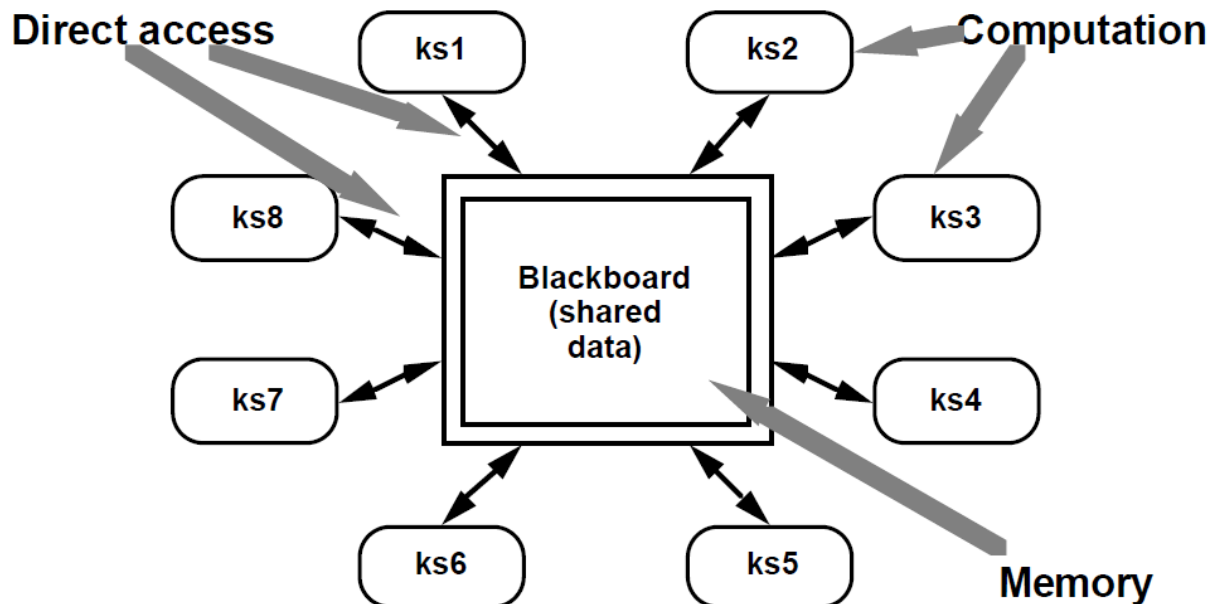 Direct access
ks1
ks2
Computation
ks8
ks3
Blackboard
(shared
data)
ks7
ks4
ks6
ks5
Memory